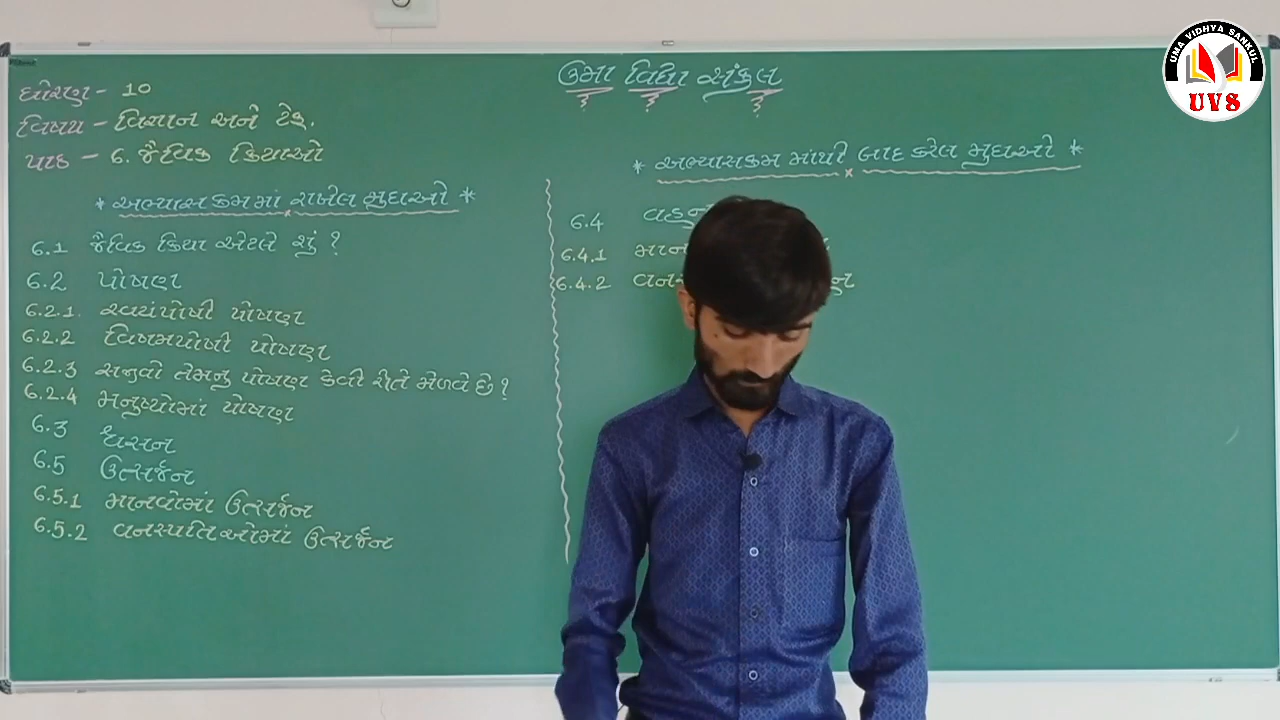 ઉમા વિદ્યા સંકુલ
ધોરણ - 10
વિષય - વિજ્ઞાન અને ટેક.
પાઠ - 6. જૈવિક ક્રિયાઓ
* અભ્યાસક્રમમાં રાખેલ મુદ્દાઓ *
6.1 જૈવિક ક્રિયા એટલે શું ?
6.2 પોષણ
6.2.1. સ્વયંપોષી પોષણ
6.2.2 વિષમપોષી પોષણ
6.2.3 સજીવો તેમનુ પોષણ કેવી રીતે મેળવે છે ?
6.2.4 મનુષ્યોમાં પોષણ
6.3 શ્વસન
6.5 ઉત્સર્જન
6.5.1 માનવોમાં ઉત્સર્જન
6.5.2 વનસ્પતિઓમાં ઉત્સર્જન
* અભ્યાસક્રમ માંથી બાદ કરેલ મુદ્દાઓ *
6.4
6.4.1
6.4.2
UMA VIDHYA SANKUL
UVS